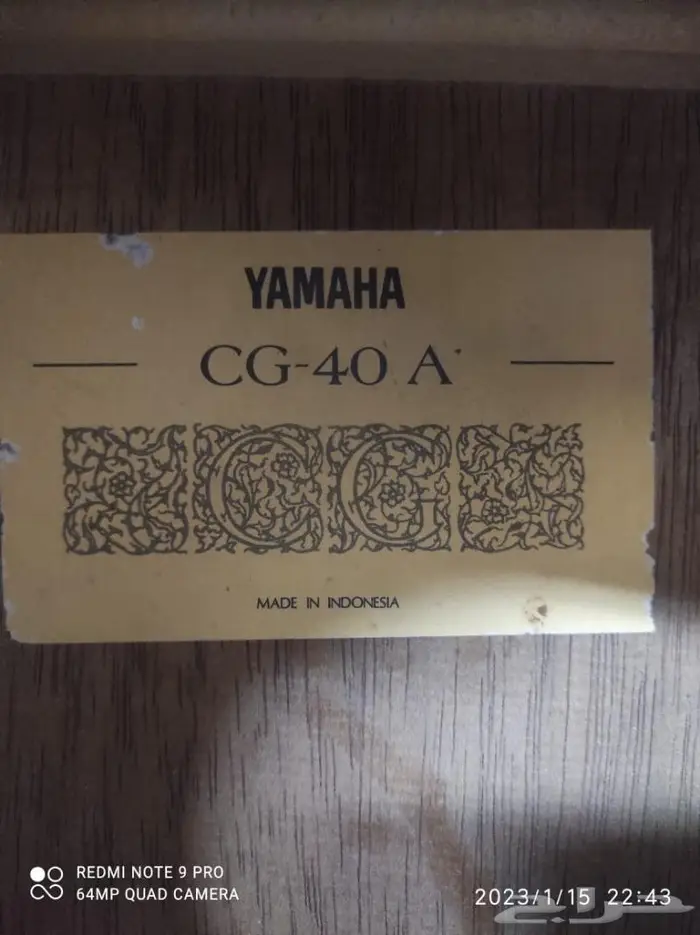 YAMAHA
CG-40 A
CG
MADE IN INDONESIA
REDMI NOTE 9 PRO
64MP QUAD CAMERA
2023/1/15 22:43
حراج